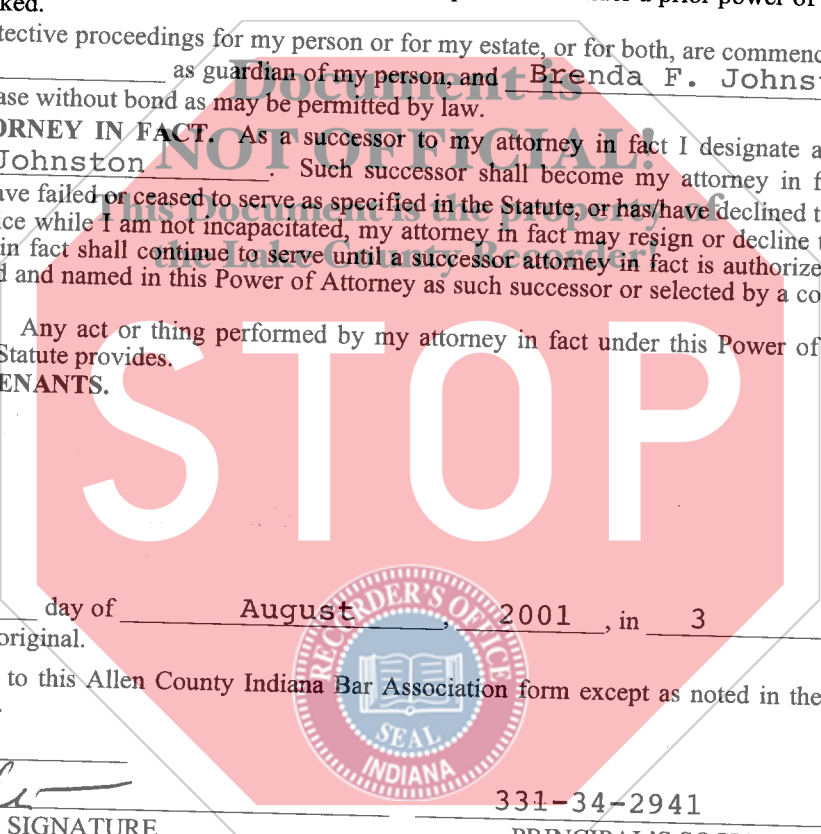 ked.
tective proceedings for my person or for my estate, or for both, are commenc
as guardian of my person, and Brenda F. Johnst
ase without bond as may be permitted by law.
Document is
ORNEY IN FACT. As a successor to my attorney in fact I designate a
NOT OFFICIAL!
Johnston . Such successor shall become my attorney in f
ave failed or ceased to serve as specified in the Statute, or has/have declined t
This Document is the property of
ce while I am not incapacitated, my attorney in fact may resign or decline t
the Lake County Recorder!
in fact shall continue to serve until a successor attorney in fact is authorize
d and named in this Power of Attorney as such successor or selected by a co
Any act or thing performed by my attorney in fact under this Power of
Statute provides.
ENANTS.
STOP
day of August , 2001 , in 3
original.
to this Allen County Indiana Bar Association form except as noted in the
RECORDER'S OFFICE
SEAL
INDIANA
331-34-2941
SIGNATURE